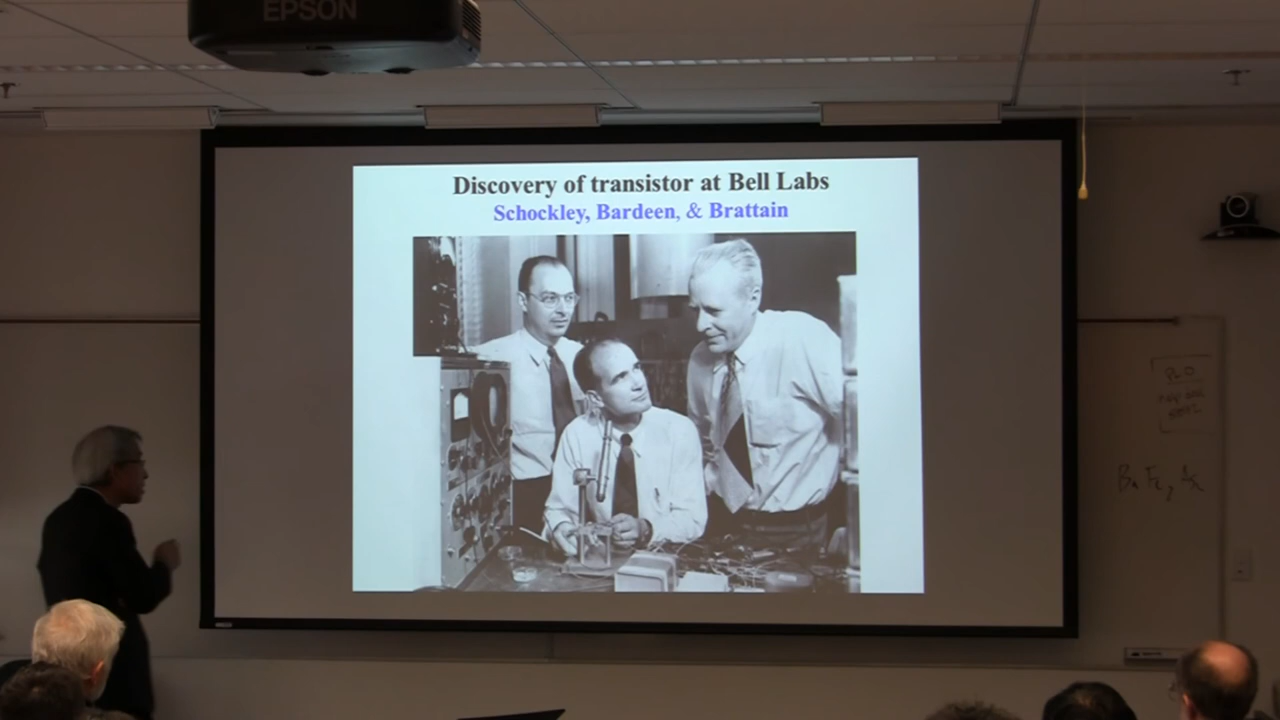 EPSON
Discovery of transistor at Bell Labs
Schockley, Bardeen, & Brattain